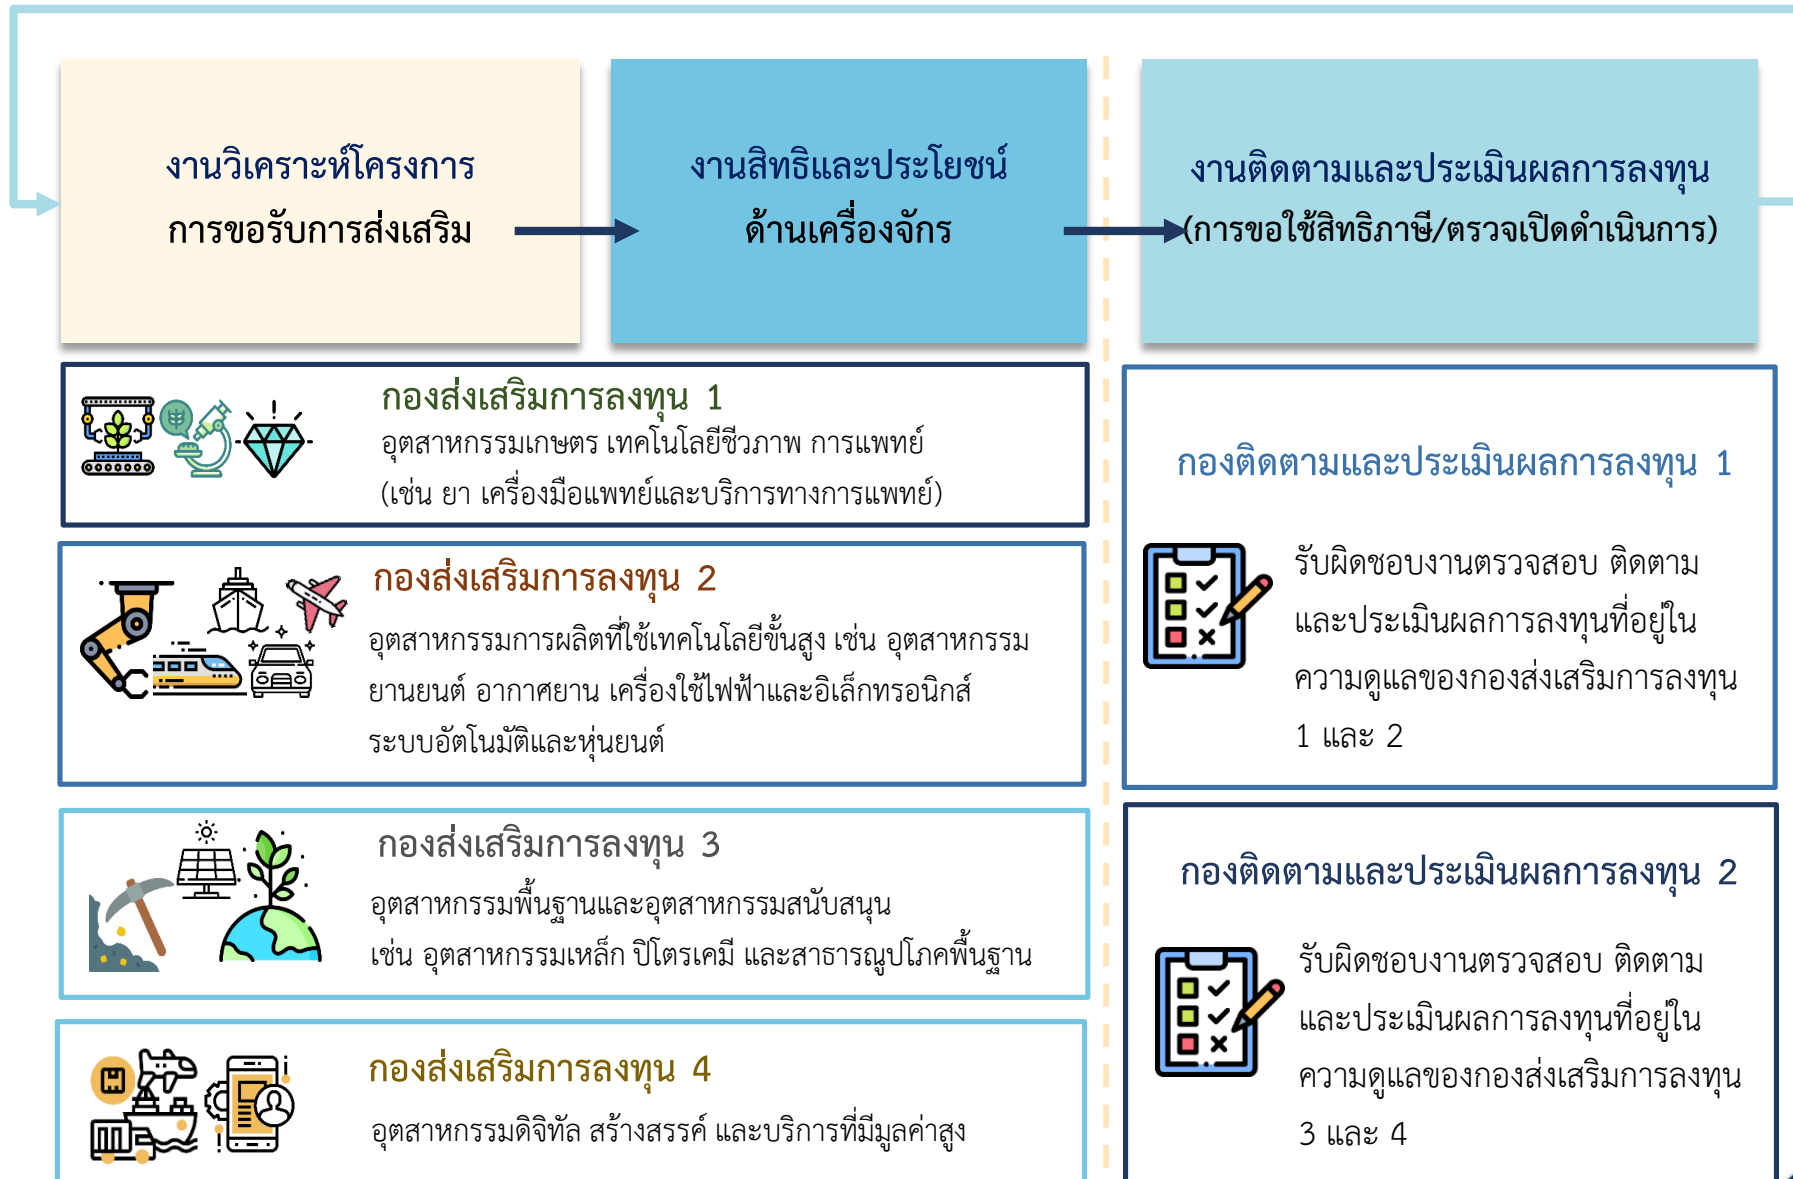 งานวิเคราะห์โครงการ
การขอรับการส่งเสริม
งานสิทธิและประโยชน์
ด้านเครื่องจักร
งานติดตามและประเมินผลการลงทุน
(การขอใช้สิทธิภาษี/ตรวจเปิดดำเนินการ)
กองส่งเสริมการลงทุน 1
อุตสาหกรรมเกษตร เทคโนโลยีชีวภาพ การแพทย์
(เช่น ยา เครื่องมือแพทย์และบริการทางการแพทย์)
กองส่งเสริมการลงทุน 2
อุตสาหกรรมการผลิตที่ใช้เทคโนโลยีขั้นสูง เช่น อุตสาหกรรม
ยานยนต์ อากาศยาน เครื่องใช้ไฟฟ้าและอิเล็กทรอนิกส์
ระบบอัตโนมัติและหุ่นยนต์
กองส่งเสริมการลงทุน 3
อุตสาหกรรมพื้นฐานและอุตสาหกรรมสนับสนุน
เช่น อุตสาหกรรมเหล็ก ปิโตรเคมี และสาธารณูปโภคพื้นฐาน
กองส่งเสริมการลงทุน 4
อุตสาหกรรมดิจิทัล สร้างสรรค์ และบริการที่มีมูลค่าสูง
กองติดตามและประเมินผลการลงทุน 1
รับผิดชอบงานตรวจสอบ ติดตาม
และประเมินผลการลงทุนที่อยู่ใน
ความดูแลของกองส่งเสริมการลงทุน
1 และ 2
กองติดตามและประเมินผลการลงทุน 2
รับผิดชอบงานตรวจสอบ ติดตาม
และประเมินผลการลงทุนที่อยู่ใน
ความดูแลของกองส่งเสริมการลงทุน
3 และ 4